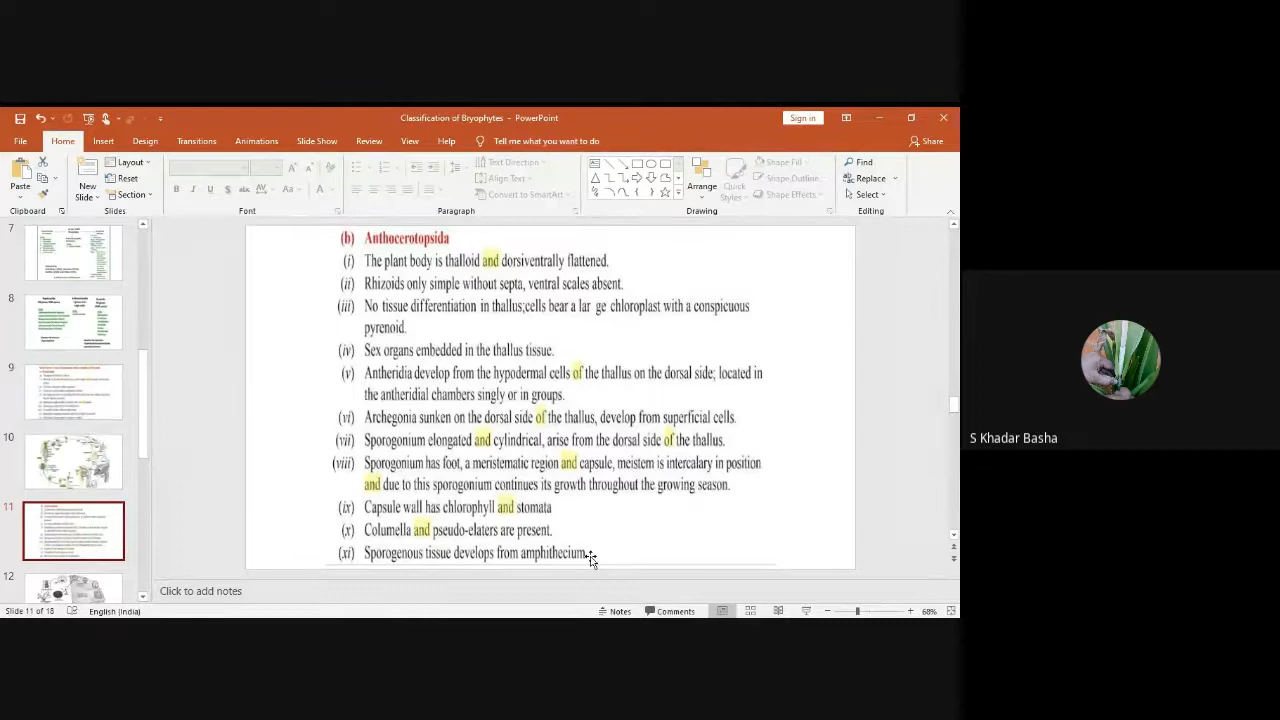 Classification of Bryophytes - PowerPoint
Sign in
File Home Insert Design Transitions Animations Slide Show Review View Help Tell me what you want to do
Share
Paste
New Slide
Layout
Reset
Section
Text Direction
Align Text
Convert to SmartArt
Arrange
Quick Styles
Shape Fill
Shape Outline
Shape Effects
Find
Replace
Select
Clipboard Slides Font Paragraph Drawing Editing
7
8
9
10
11
12
(b) Anthocerotopsida
(i) The plant body is thalloid and dorsiventrally flattened.
(ii) Rhizoids only simple without septa, ventral scales absent.
(iii) No tissue differentiation occurs,cells bear a lar ge chloroplast with a conspicuous
pyrenoid.
(iv) Sex organs embedded in the thallus tissue.
(v) Antheridia develop from the hypodermal cells of the thallus on the dorsal side; located
the antheridial chambers singly or in groups.
(vi) Archegonia sunken on the dorsal side of the thallus, develop from superficial cells.
(vii) Sporogonium elongated and cylindrical, arise from the dorsal side of the thallus.
(viii) Sporogonium has foot, a meristematic region and capsule, meistem is intercalary in position
and due to this sporogonium continues its growth throughout the growing season.
(ix) Capsule wall has chlorophyll and stomata
(x) Columella and pseudo-elaters present.
(xi) Sporogenous tissue develops from amphithecium.
Click to add notes
Slide 11 of 18 English (India) Notes Comments 68%
S Khadar Basha